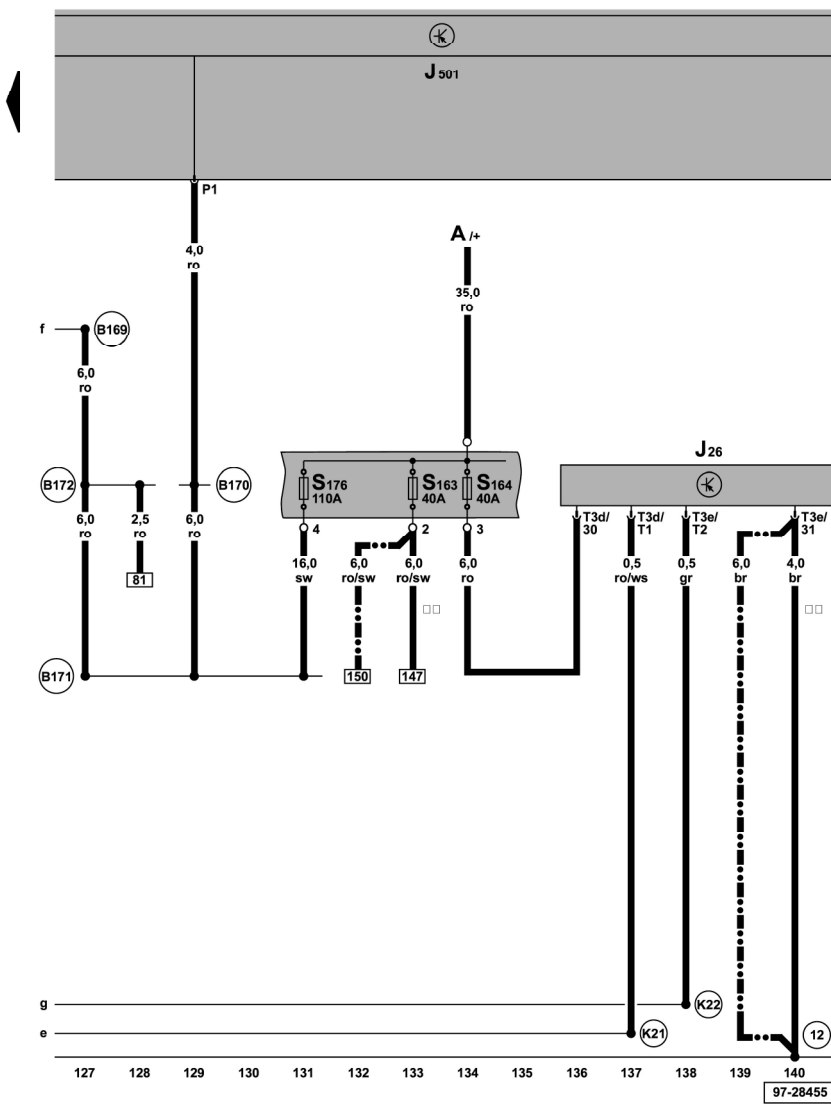 J 501
P1
A /+
4,0
ro
35,0
ro
f
B169
6,0
ro
J 26
B172
B170
S176
110A
S163
40A
S164
40A
4
2
3
T3d/
30
T3d/
T1
T3e/
T2
T3e/
31
6,0
ro
2,5
ro
6,0
ro
16,0
sw
6,0
ro/sw
6,0
ro/sw
6,0
ro
0,5
ro/ws
0,5
gr
6,0
br
4,0
br
81
□□
□□
B171
150
147
g
K22
e
K21
12
127 128 129 130 131 132 133 134 135 136 137 138 139 140
97-28455